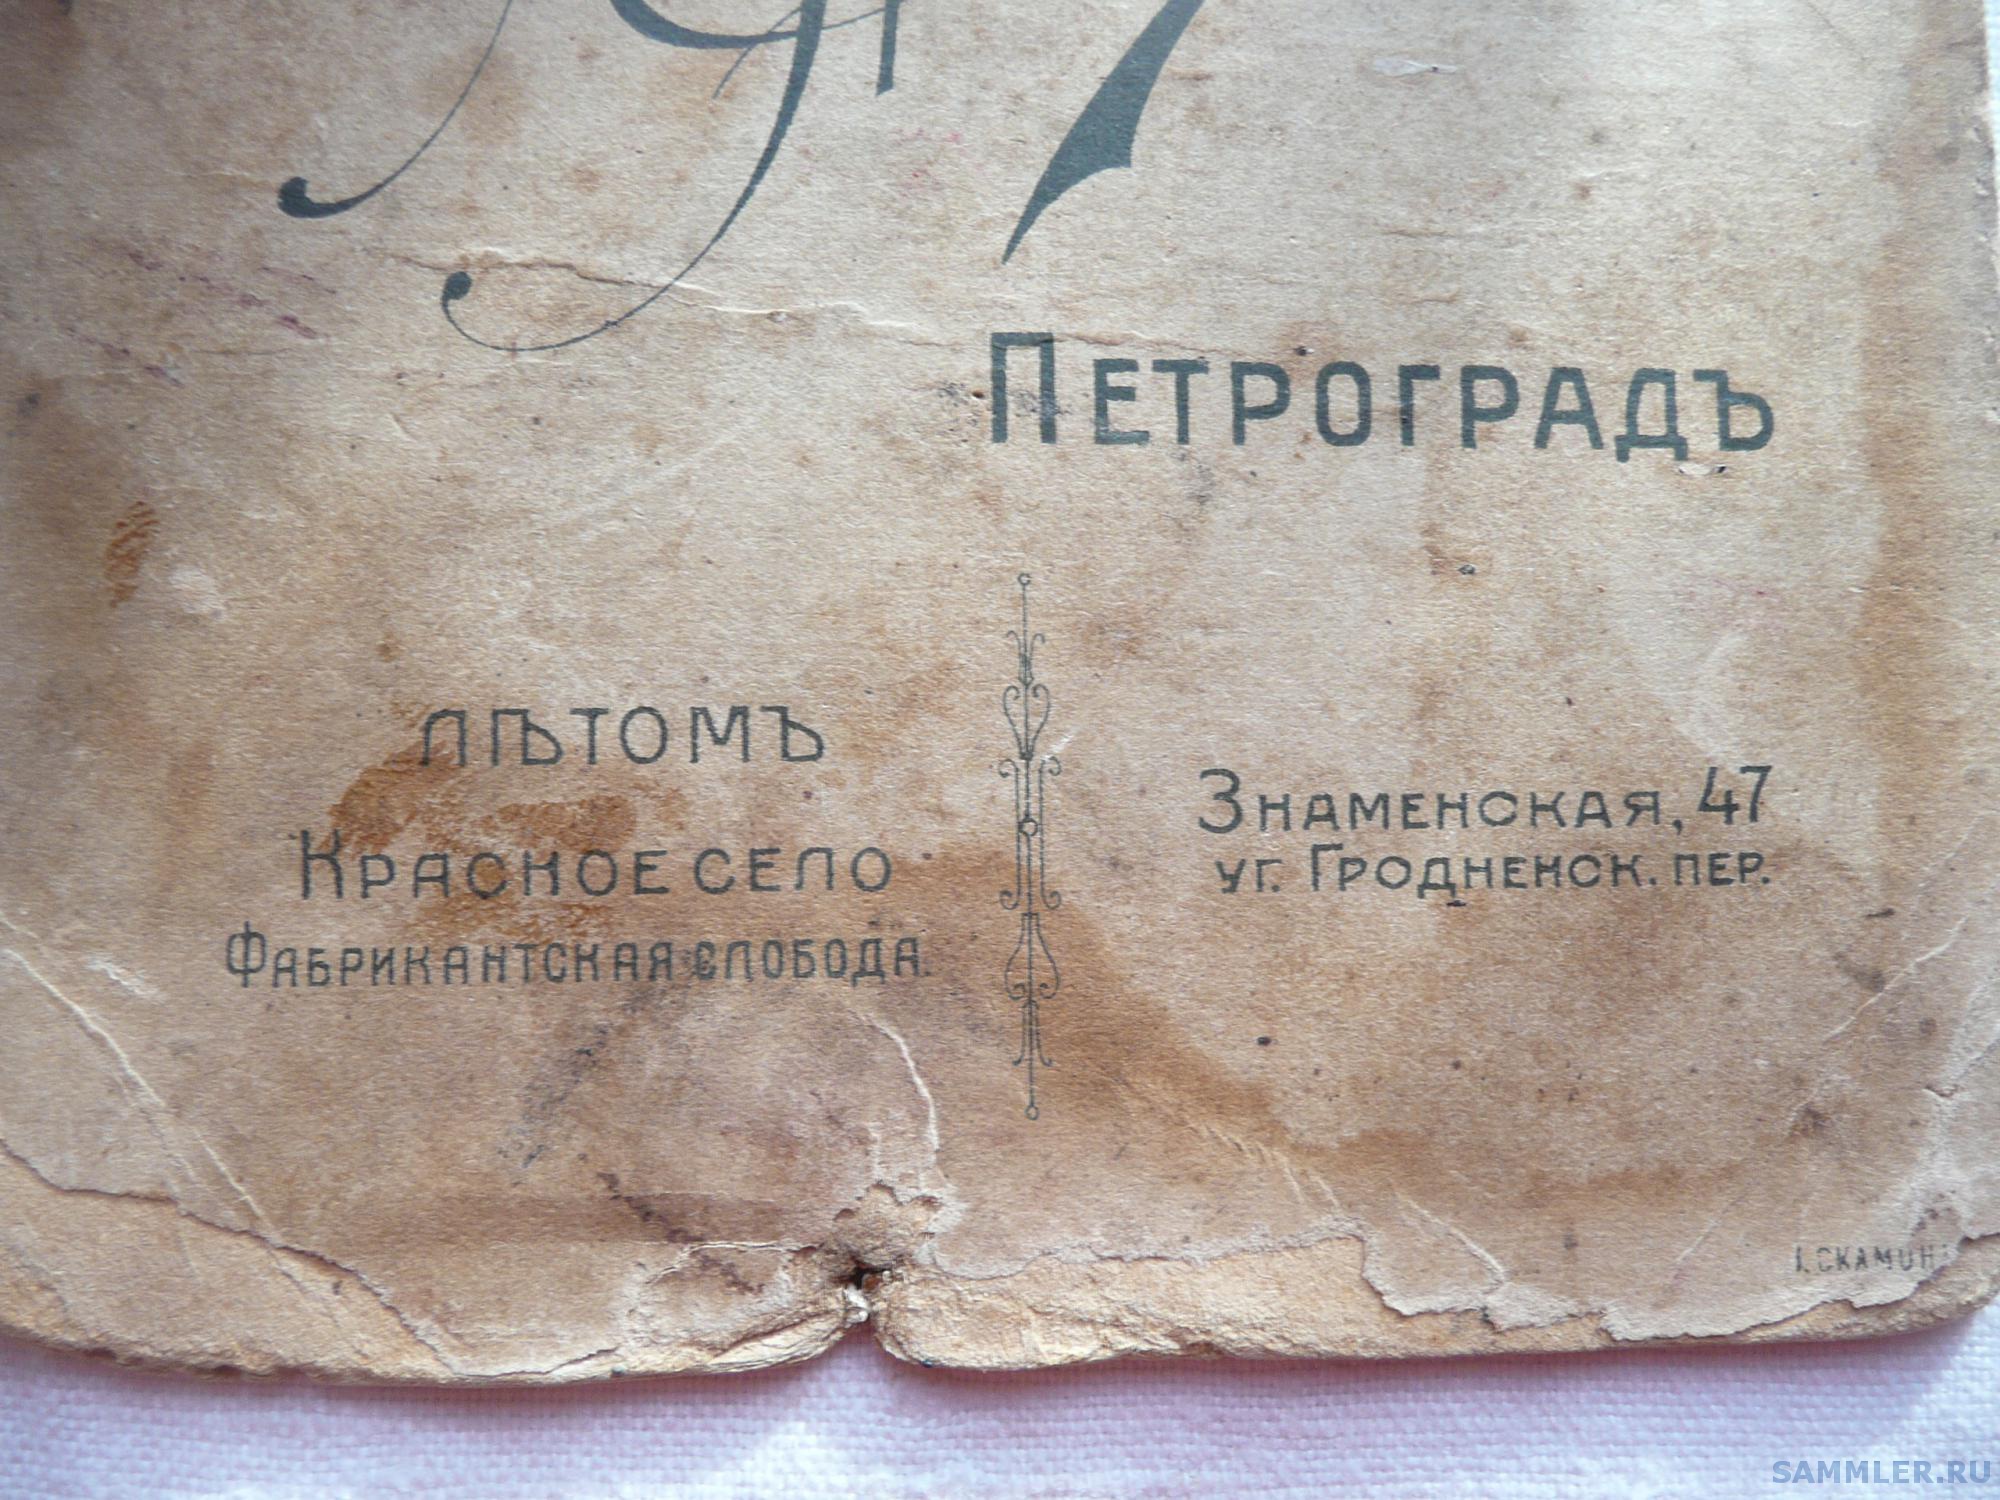 Петроградъ
лѣтомъ
Красное село
Фабрикантская слобода.
Знаменская, 47
уг. Гродненск. пер.
SAMMLER.RU